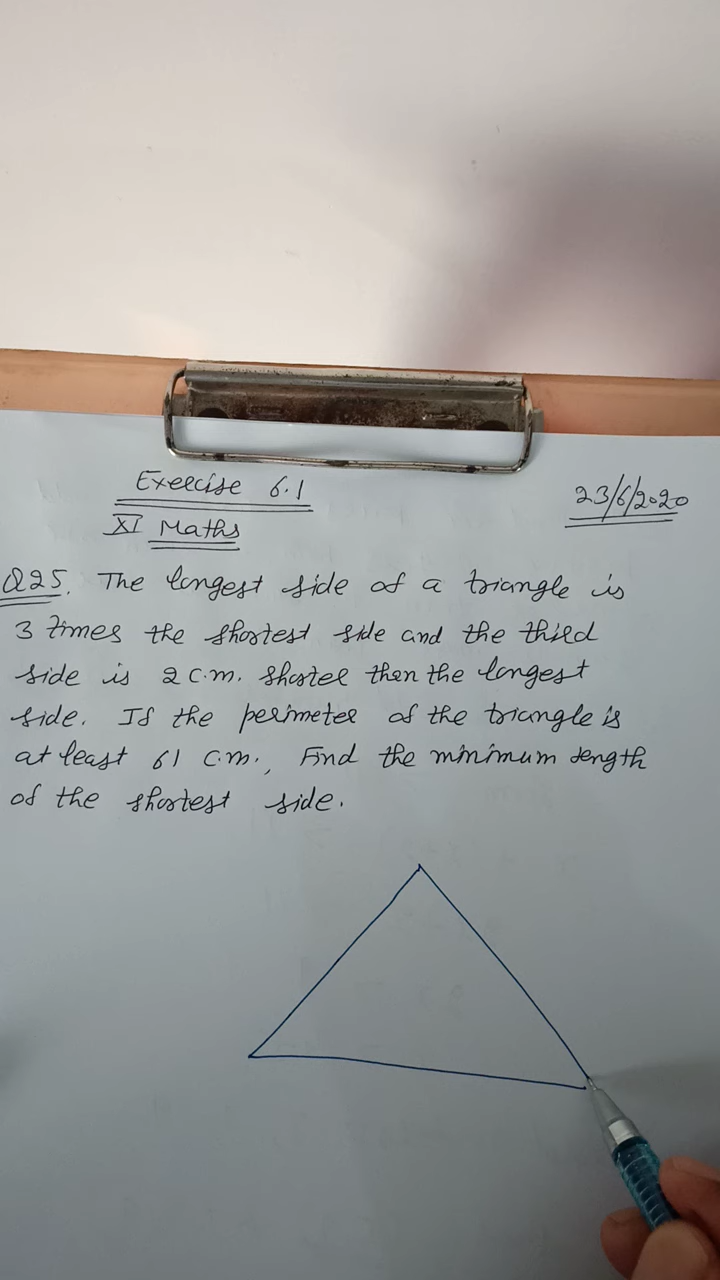 Exercise 6.1
23/6/2020
XI Maths
Q25. The longest side of a triangle is
3 times the shortest side and the third
side is 2 c.m. shorter then the longest
side. If the perimeter of the triangle is
at least 61 c.m., Find the minimum length
of the shortest side.